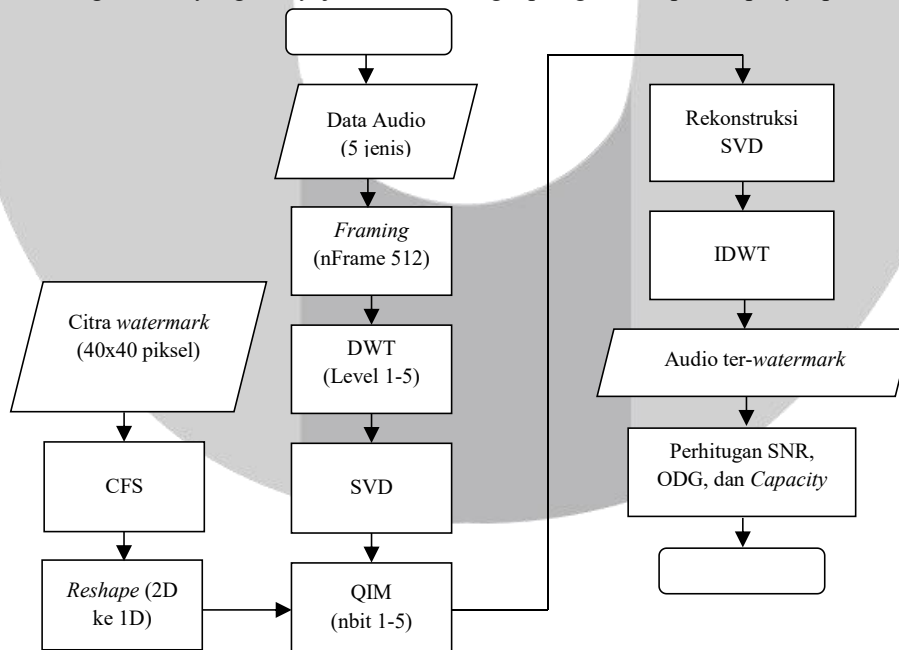 Data Audio
(5 jenis)
Framing
(nFrame 512)
DWT
(Level 1-5)
SVD
Citra watermark
(40x40 piksel)
CFS
Reshape (2D
ke 1D)
QIM
(nbit 1-5)
Rekonstruksi
SVD
IDWT
Audio ter-watermark
Perhitugan SNR,
ODG, dan Capacity